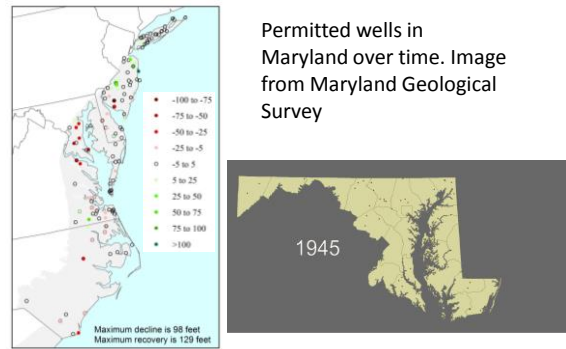 Permitted wells in
Maryland over time. Image
from Maryland Geological
Survey
-100 to -75
-75 to -50
-50 to -25
-25 to -5
-5 to 5
5 to 25
25 to 50
50 to 75
75 to 100
>100
Maximum decline is 98 feet
Maximum recovery is 129 feet
1945